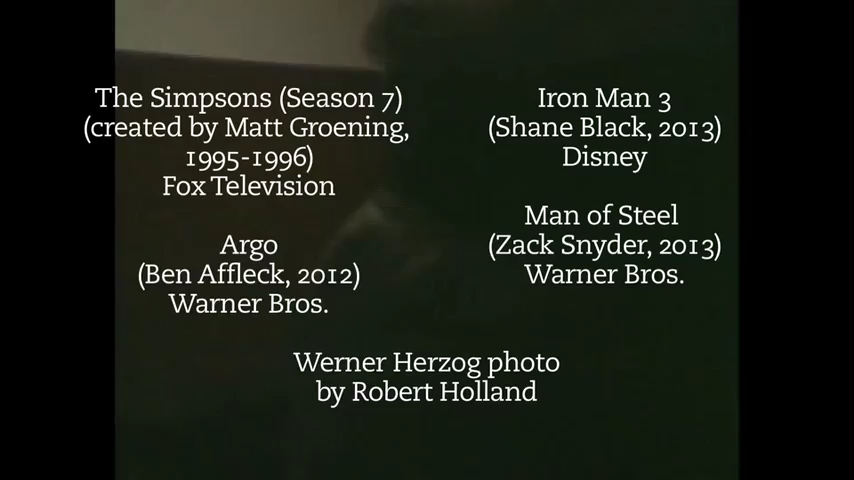 The Simpsons (Season 7)
(created by Matt Groening,
1995-1996)
Fox Television
Argo
(Ben Affleck, 2012)
Warner Bros.
Iron Man 3
(Shane Black, 2013)
Disney
Man of Steel
(Zack Snyder, 2013)
Warner Bros.
Werner Herzog photo
by Robert Holland